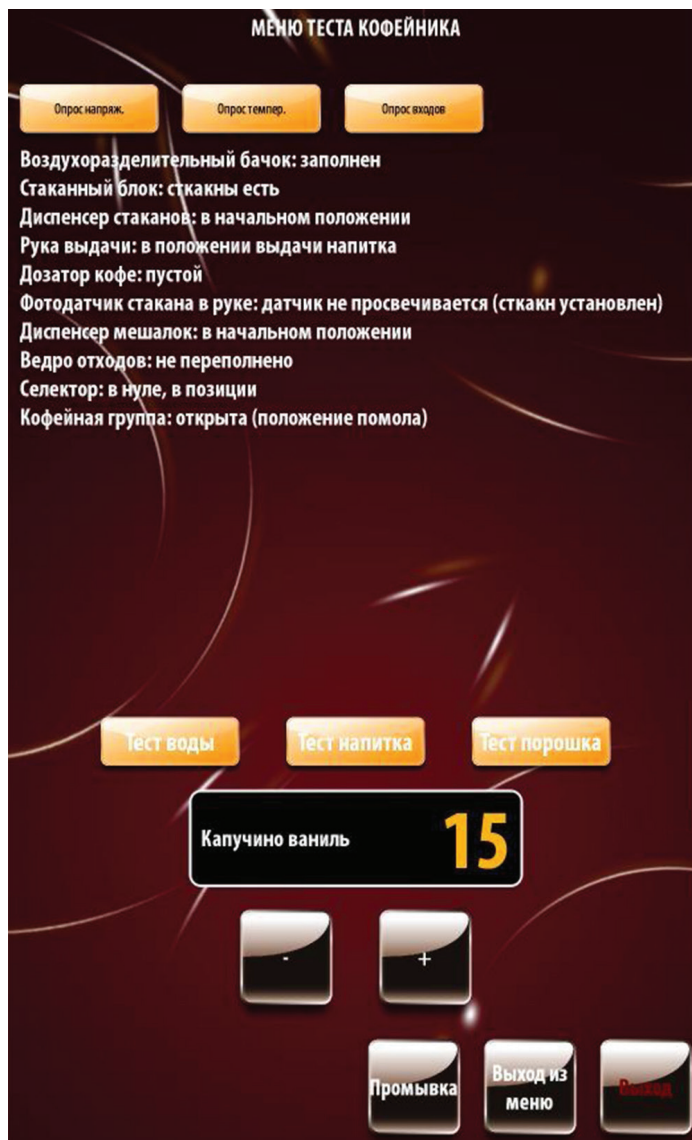 МЕНЮ ТЕСТА КОФЕЙНИКА
Опрос напряж. Опрос темпер. Опрос входов
Воздухоразделительный бачок: заполнен
Стаканный блок: сткакны есть
Диспенсер стаканов: в начальном положении
Рука выдачи: в положении выдачи напитка
Дозатор кофе: пустой
Фотодатчик стакана в руке: датчик не просвечивается (сткакн установлен)
Диспенсер мешалок: в начальном положении
Ведро отходов: не переполнено
Селектор: в нуле, в позиции
Кофейная группа: открыта (положение помола)
Тест воды Тест напитка Тест порошка
Капучино ваниль 15
- +
Промывка Выход из меню Выход